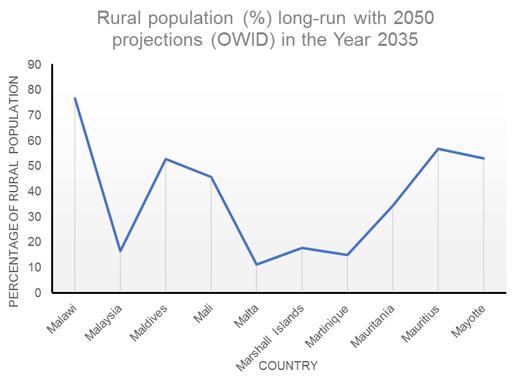 Rural population (%) long-run with 2050
projections (OWID) in the Year 2035
90
80
70
60
50
40
30
20
10
0
PERCENTAGE OF RURAL POPULATION
Malawi
Malaysia
Maldives
Mali
Malta
Marshall Islands
Martinique
Mauritania
Mauritius
Mayotte
COUNTRY